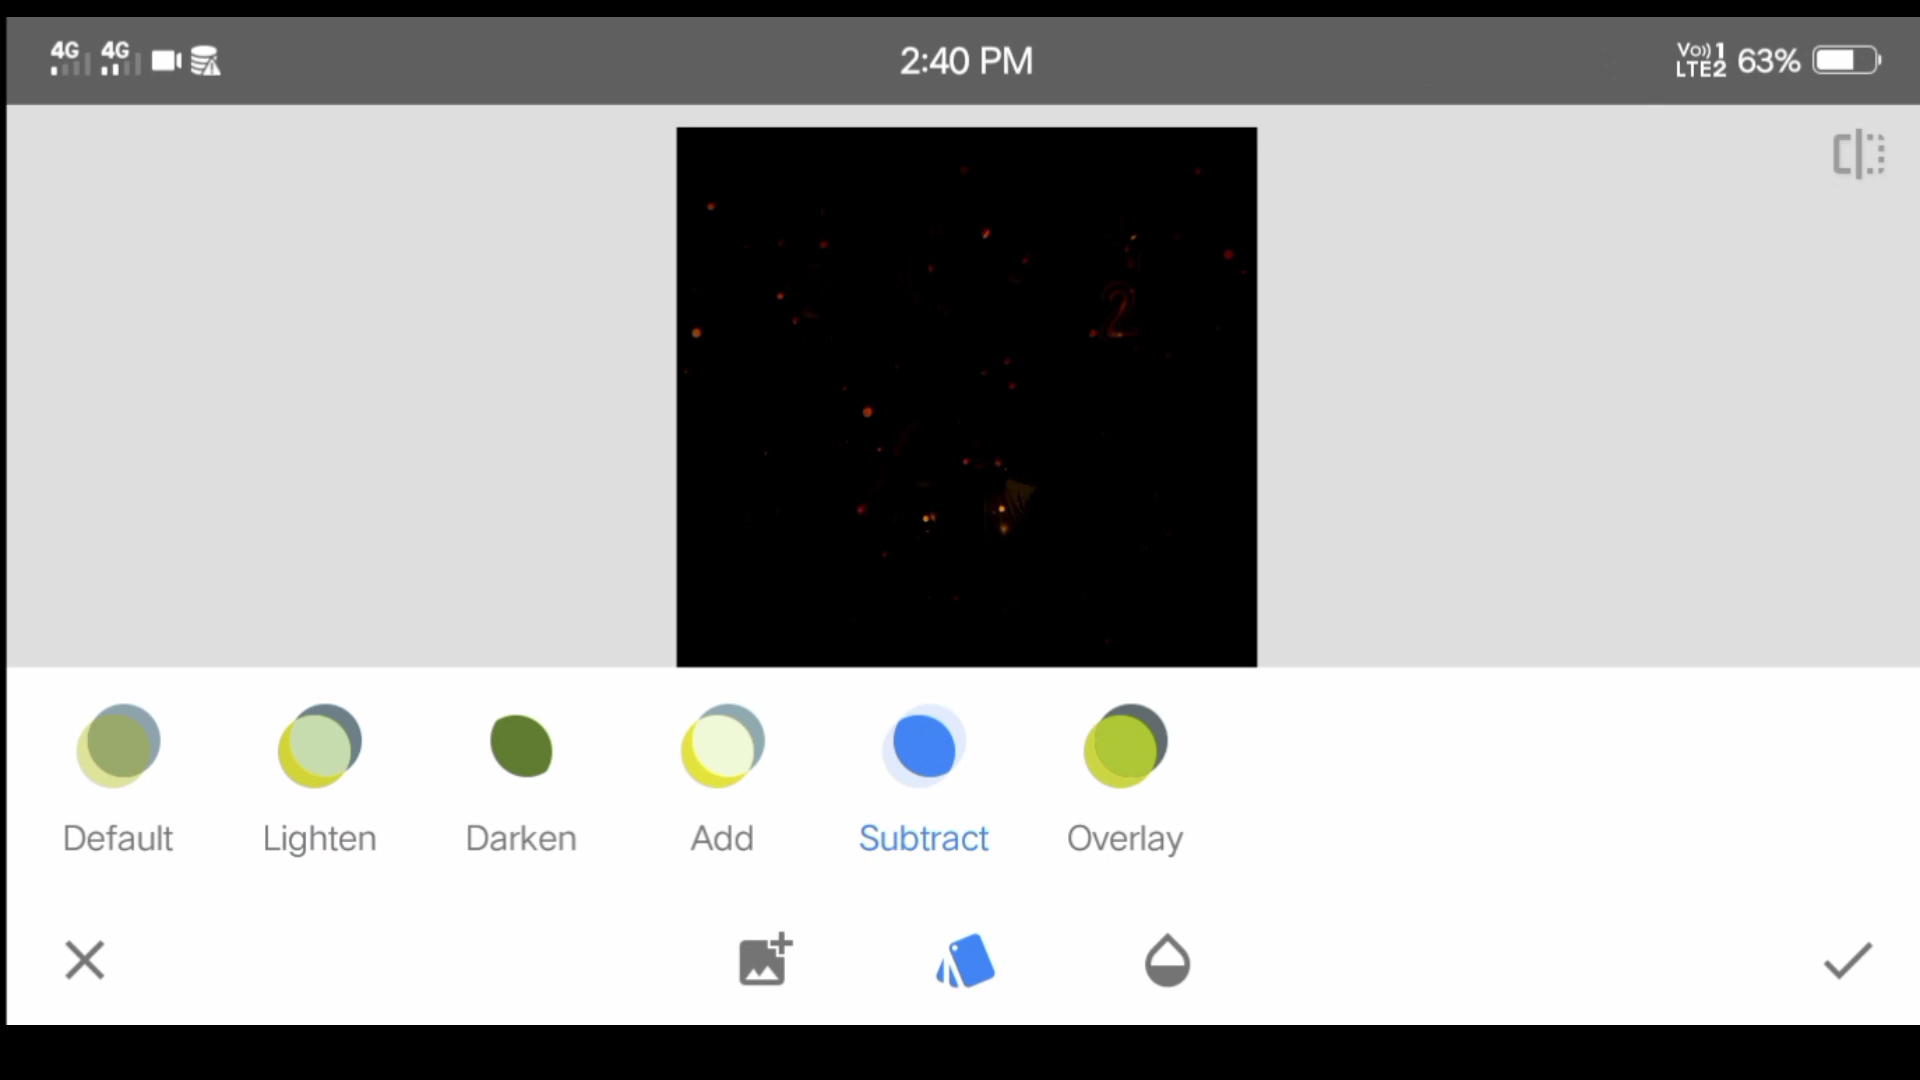 4G 4G 2:40 PM Vo)) 1 LTE2 63%
2
Default Lighten Darken Add Subtract Overlay